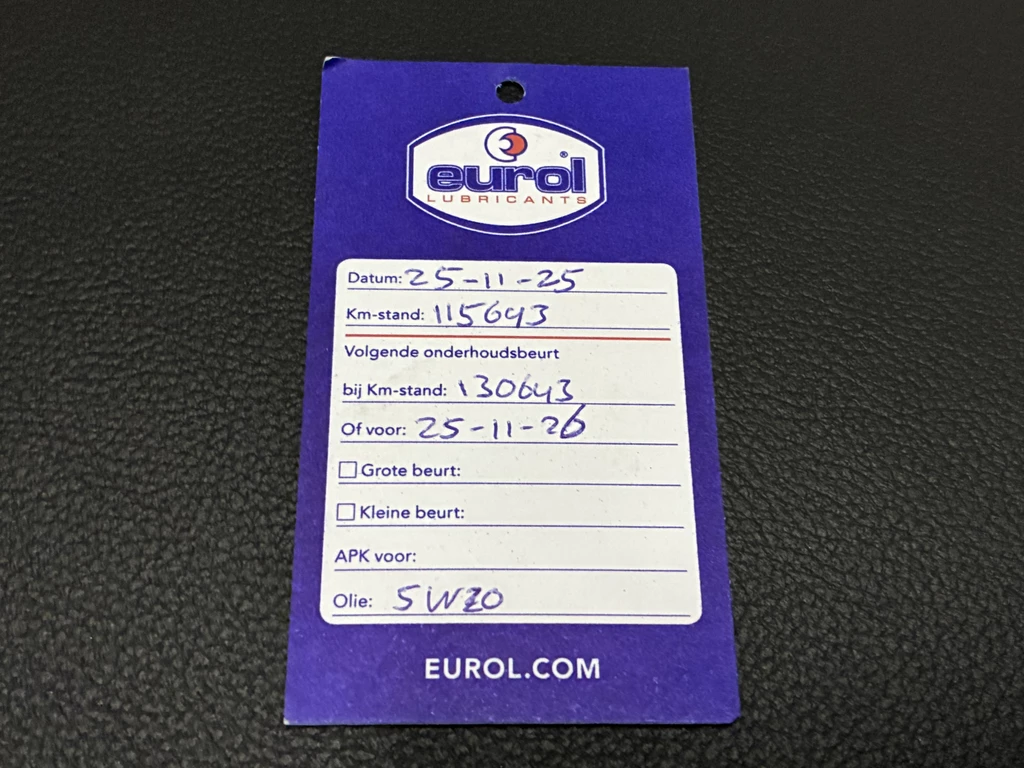 eurol®
LUBRICANTS
Datum: 25-11-25
Km-stand: 115643
Volgende onderhoudsbeurt
bij Km-stand: 130643
Of voor: 25-11-26
Grote beurt:
Kleine beurt:
APK voor:
Olie: 5W20
EUROL.COM